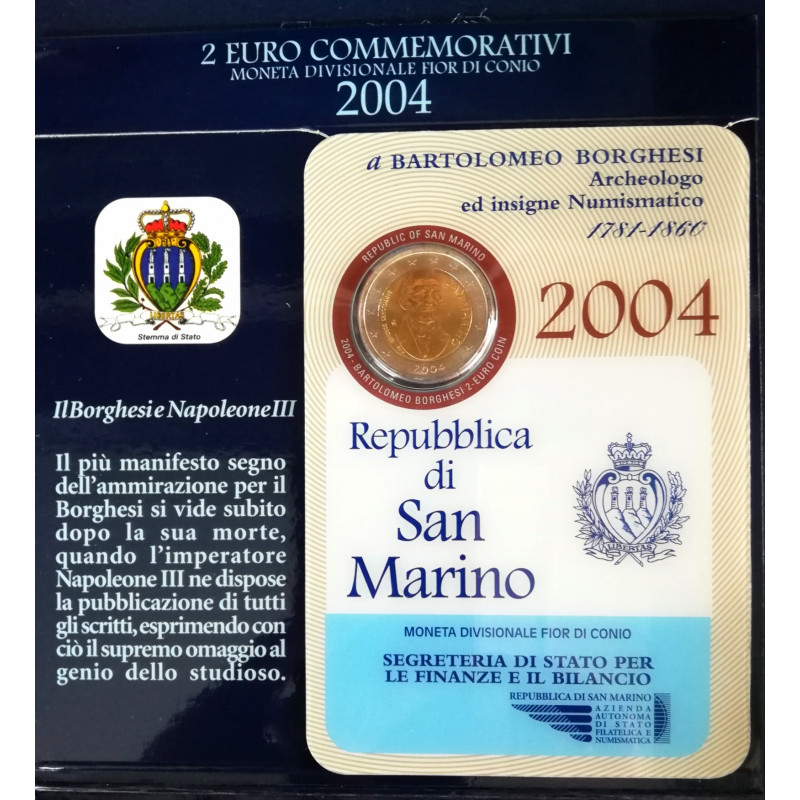 2 EURO COMMEMORATIVI
MONETA DIVISIONALE FIOR DI CONIO
2004
LIBERTAS
Stemma di Stato
Il Borghesi e Napoleone III
Il più manifesto segno
dell'ammirazione per il
Borghesi si vide subito
dopo la sua morte,
quando l'imperatore
Napoleone III ne dispose
la pubblicazione di tutti
gli scritti, esprimendo con
ciò il supremo omaggio al
genio dello studioso.
a BARTOLOMEO BORGHESI
Archeologo
ed insigne Numismatico
1781-1860
REPUBLIC OF SAN MARINO
2004
2004 - BARTOLOMEO BORGHESI 2-EURO COIN
2004
Repubblica
di
San
Marino
LIBERTAS
MONETA DIVISIONALE FIOR DI CONIO
SEGRETERIA DI STATO PER
LE FINANZE E IL BILANCIO
REPUBBLICA DI SAN MARINO
AZIENDA
AUTONOMA
DI STATO
FILATELICA E
NUMISMATICA